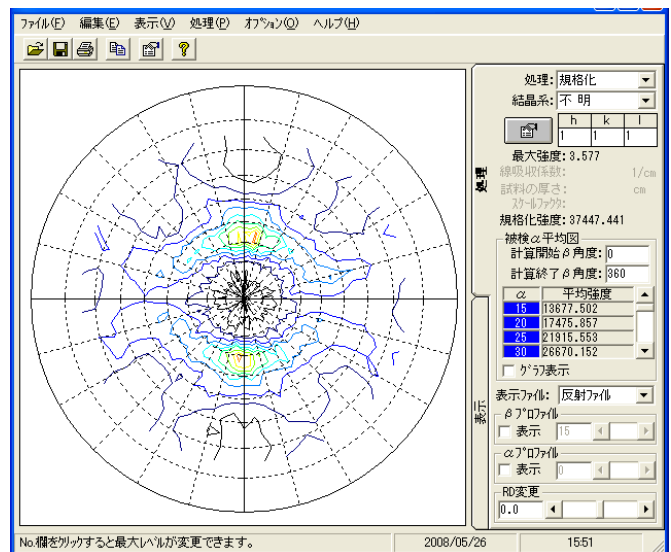 ファイル(F) 編集(E) 表示(V) 処理(P) オプション(O) ヘルプ(H)
処理: 規格化
結晶系: 不 明
h k l
1 1 1
最大強度: 3.577
線吸収係数: 1/cm
試料の厚さ: cm
スケールファクタ:
規格化強度: 37447.441
被検α平均図
計算開始β角度: 0
計算終了β角度: 360
α 平均強度
15 13677.502
20 17475.857
25 21915.553
30 26670.152
グラフ表示
表示ファイル: 反射ファイル
βプロファイル
表示 15
αプロファイル
表示 0
RD変更
0.0
処理
表示
No.欄をクリックすると最大レベルが変更できます。 2008/05/26 15:51